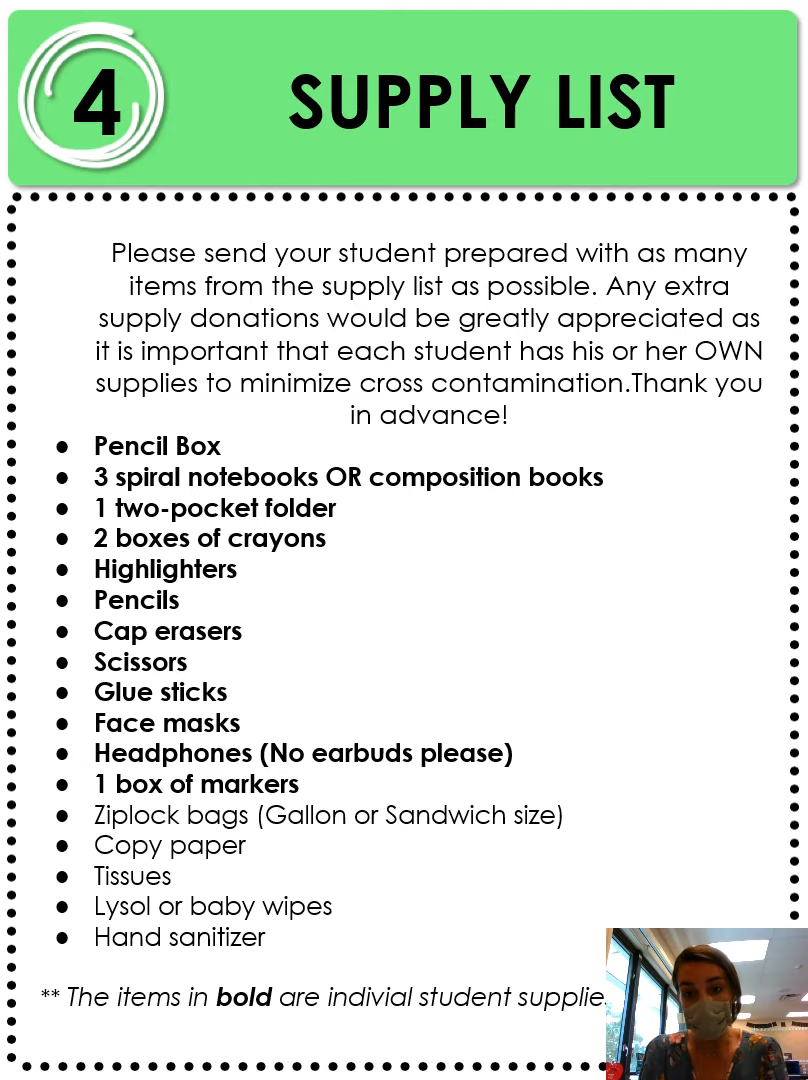 4
SUPPLY LIST
Please send your student prepared with as many
items from the supply list as possible. Any extra
supply donations would be greatly appreciated as
it is important that each student has his or her OWN
supplies to minimize cross contamination.Thank you
in advance!
● Pencil Box
● 3 spiral notebooks OR composition books
● 1 two-pocket folder
● 2 boxes of crayons
● Highlighters
● Pencils
● Cap erasers
● Scissors
● Glue sticks
● Face masks
● Headphones (No earbuds please)
● 1 box of markers
● Ziplock bags (Gallon or Sandwich size)
● Copy paper
● Tissues
● Lysol or baby wipes
● Hand sanitizer
** The items in bold are indivial student